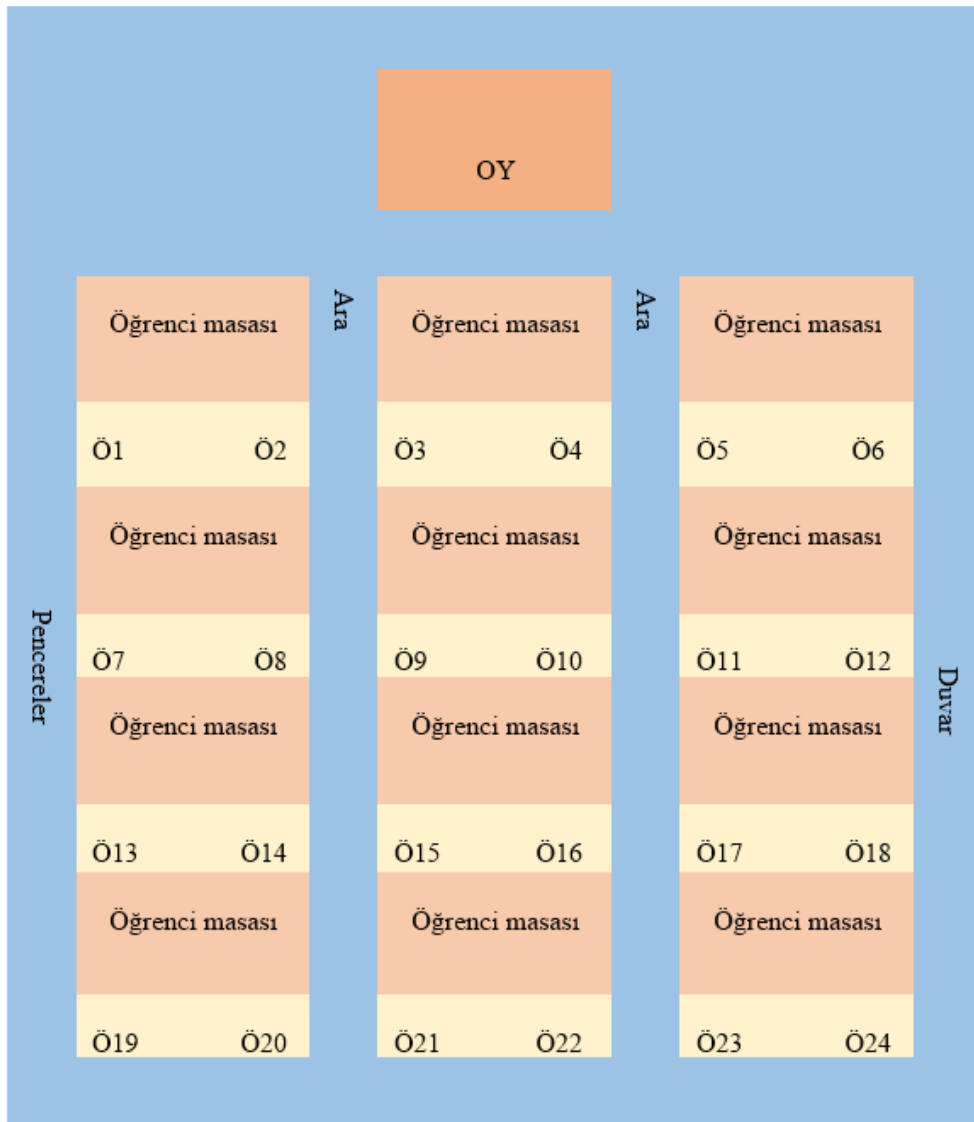 OY
Ara
Ara
Öğrenci masası
Öğrenci masası
Öğrenci masası
Ö1 Ö2
Ö3 Ö4
Ö5 Ö6
Öğrenci masası
Öğrenci masası
Öğrenci masası
Pencereler
Ö7 Ö8
Ö9 Ö10
Ö11 Ö12
Duvar
Öğrenci masası
Öğrenci masası
Öğrenci masası
Ö13 Ö14
Ö15 Ö16
Ö17 Ö18
Öğrenci masası
Öğrenci masası
Öğrenci masası
Ö19 Ö20
Ö21 Ö22
Ö23 Ö24